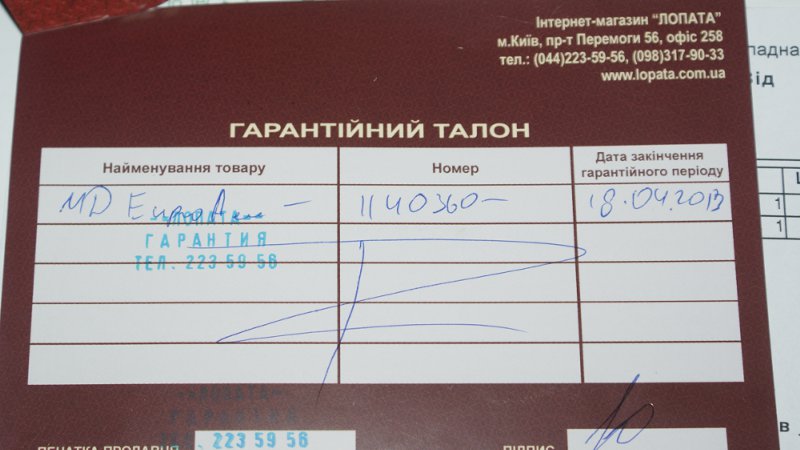 Інтернет-магазин "ЛОПАТА"
м.Київ, пр-т Перемоги 56, офіс 258
тел.: (044)223-59-56, (098)317-90-33
www.lopata.com.ua
ГАРАНТІЙНИЙ ТАЛОН
Найменування товару Номер Дата закінчення гарантійного періоду
MD 1140360- 18.04.2013
ГАРАНТИЯ
ТЕЛ. 223 59 56
223 59 56
ПЕЧАТКА ПРОДАВЦЯ ПІДПИС